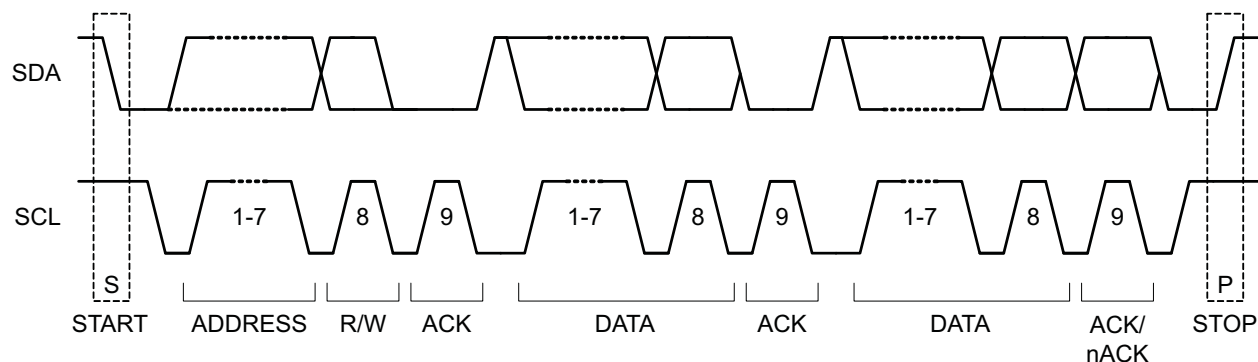 SDA
SCL
1-7
8
9
1-7
8
9
1-7
8
9
S
P
START
ADDRESS
R/W
ACK
DATA
ACK
DATA
ACK/
nACK
STOP